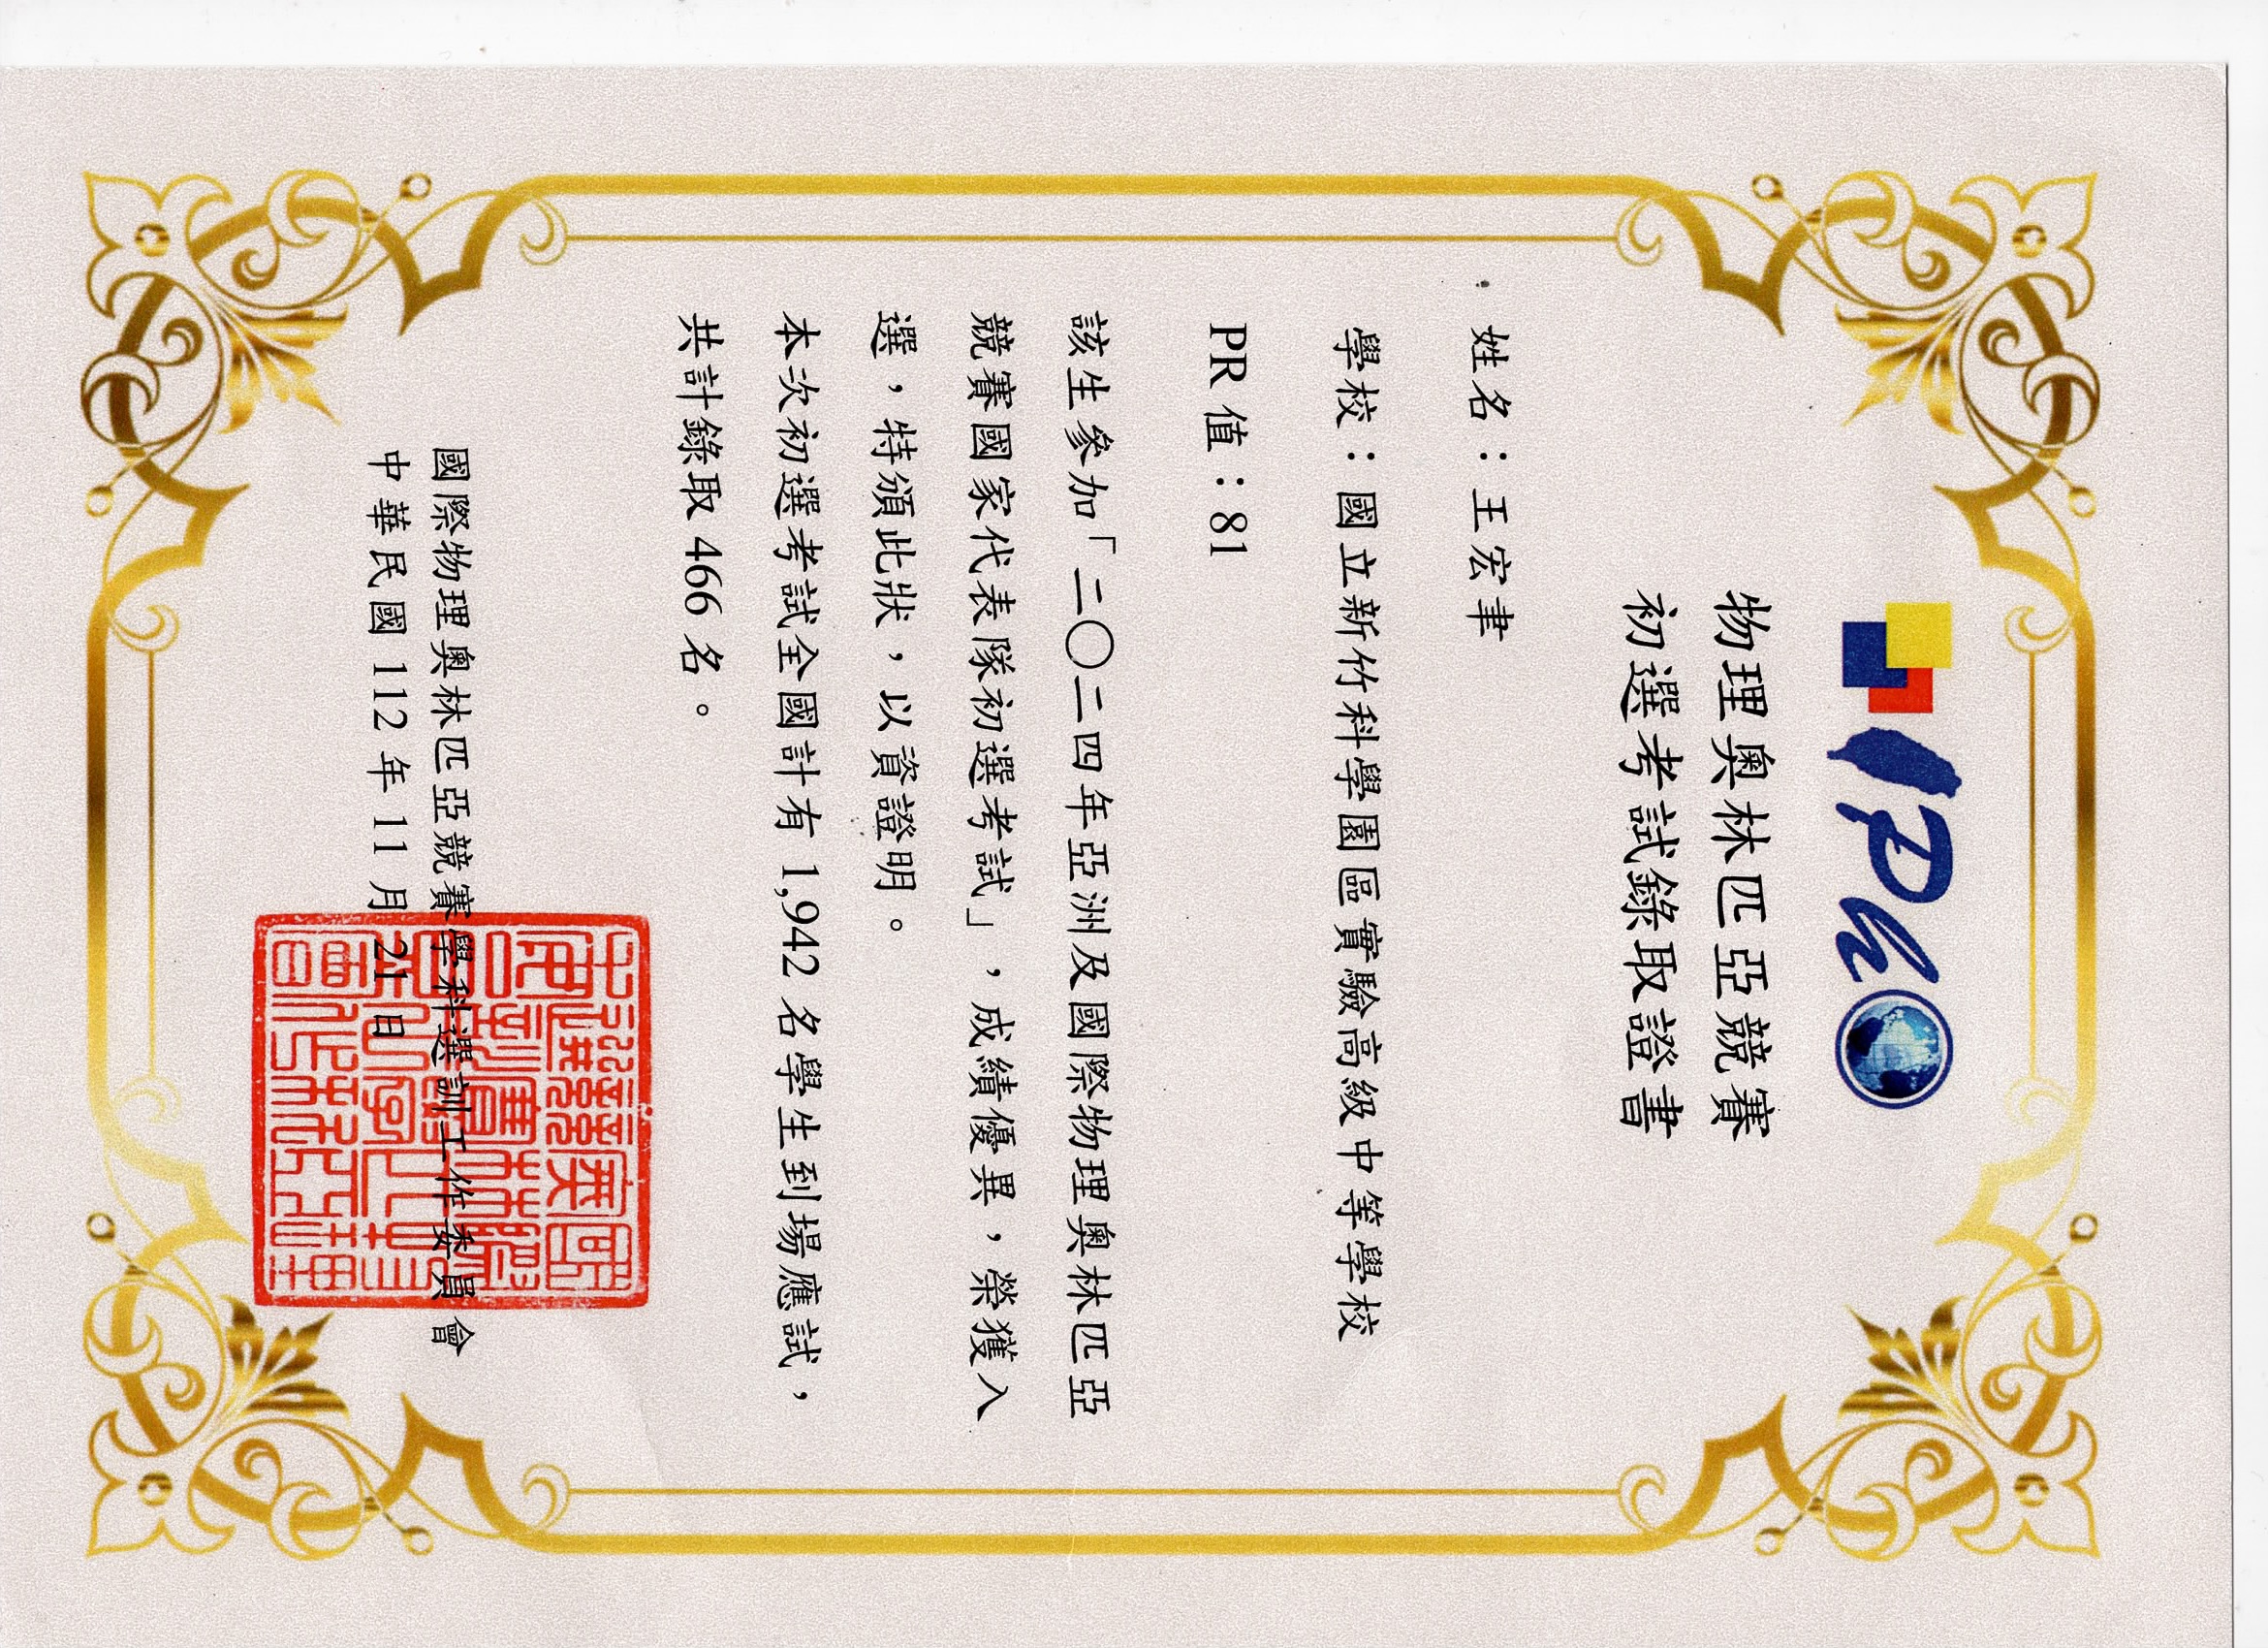 IPhO
物理奧林匹亞競賽
初選考試錄取證書
姓名：王宏聿
學校：國立新竹科學園區實驗高級中等學校
PR 值：81
該生參加「二〇二四年亞洲及國際物理奧林匹亞
競賽國家代表隊初選考試」，成績優異，榮獲入
選，特頒此狀，以資證明。
本次初選考試全國計有 1,942 名學生到場應試，
共計錄取 466 名。
國際物理奧林匹亞競賽學科選訓工作委員會
中華民國 112 年 11 月 21 日
國際物理
奧林匹亞
競賽學科
選訓工作
委員會